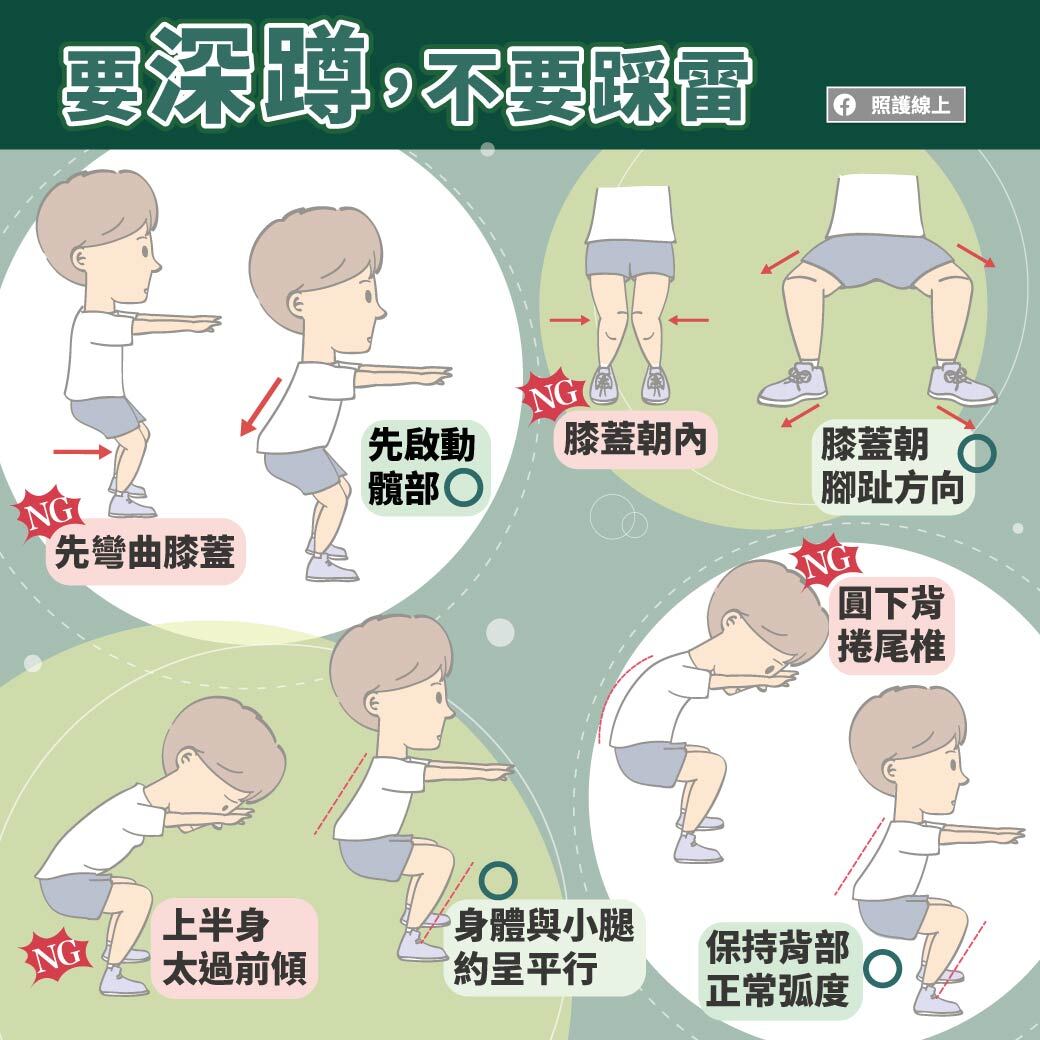 要深蹲，不要踩雷
照護線上
NG
先彎曲膝蓋
先啟動
髖部
NG
膝蓋朝內
膝蓋朝
腳趾方向
NG
上半身
太過前傾
身體與小腿
約呈平行
NG
圓下背
捲尾椎
保持背部
正常弧度